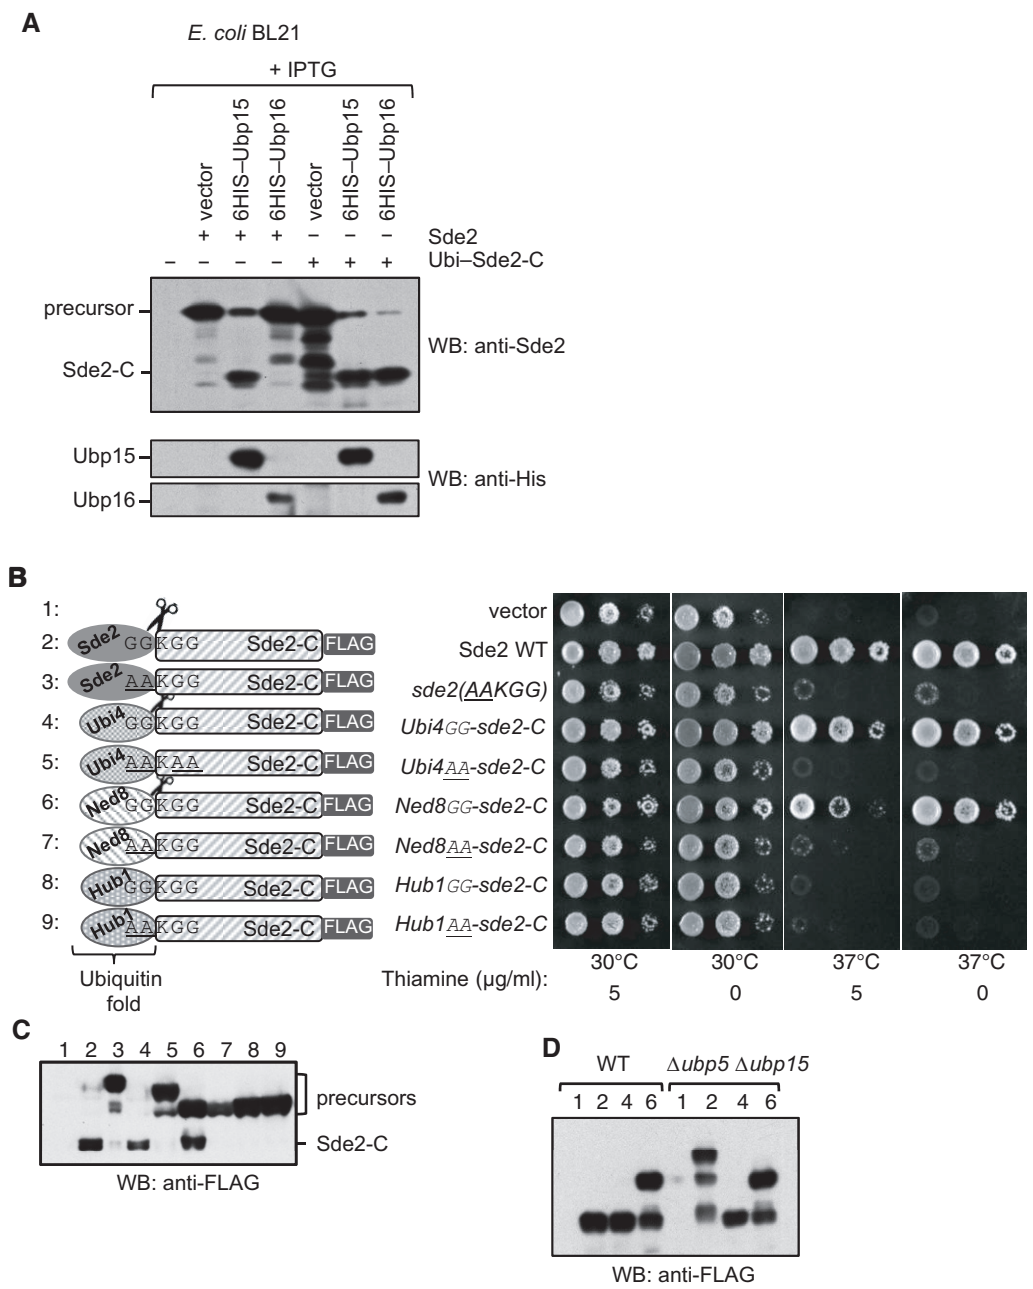 A
E. coli BL21
+ IPTG
vector
6HIS–Ubp15
6HIS–Ubp16
vector
6HIS–Ubp15
6HIS–Ubp16
+ + + – – – Sde2
– – – – + + + Ubi–Sde2-C
precursor
Sde2-C
WB: anti-Sde2
Ubp15
Ubp16
WB: anti-His
B
1: vector
2: Sde2 GGKGG Sde2-C FLAG Sde2 WT
3: Sde2 AAKGG Sde2-C FLAG sde2(AAKGG)
4: Ubi4 GGKGG Sde2-C FLAG Ubi4GG-sde2-C
5: Ubi4 AAKAA Sde2-C FLAG Ubi4AA-sde2-C
6: Ned8 GGKGG Sde2-C FLAG Ned8GG-sde2-C
7: Ned8 AAKGG Sde2-C FLAG Ned8AA-sde2-C
8: Hub1 GGKGG Sde2-C FLAG Hub1GG-sde2-C
9: Hub1 AAKGG Sde2-C FLAG Hub1AA-sde2-C
Ubiquitin
fold
30°C 30°C 37°C 37°C
Thiamine (µg/ml): 5 0 5 0
C
1 2 3 4 5 6 7 8 9
precursors
Sde2-C
WB: anti-FLAG
D
WT Δubp5 Δubp15
1 2 4 6 1 2 4 6
WB: anti-FLAG